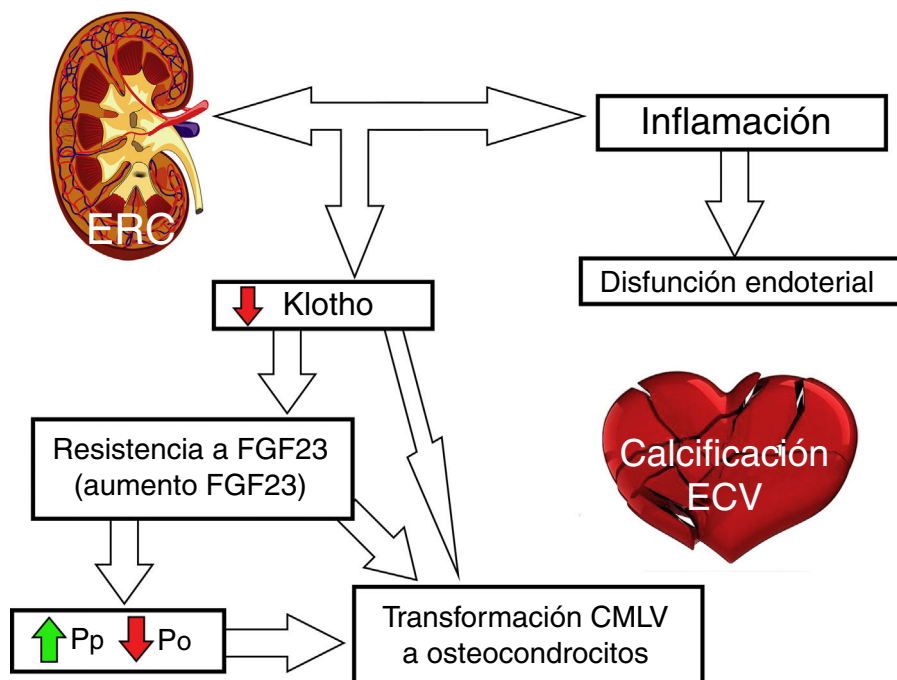 ERC
Inflamación
Disfunción endoterial
Klotho
Resistencia a FGF23
(aumento FGF23)
Calcificación
ECV
Pp Po
Transformación CMLV
a osteocondrocitos